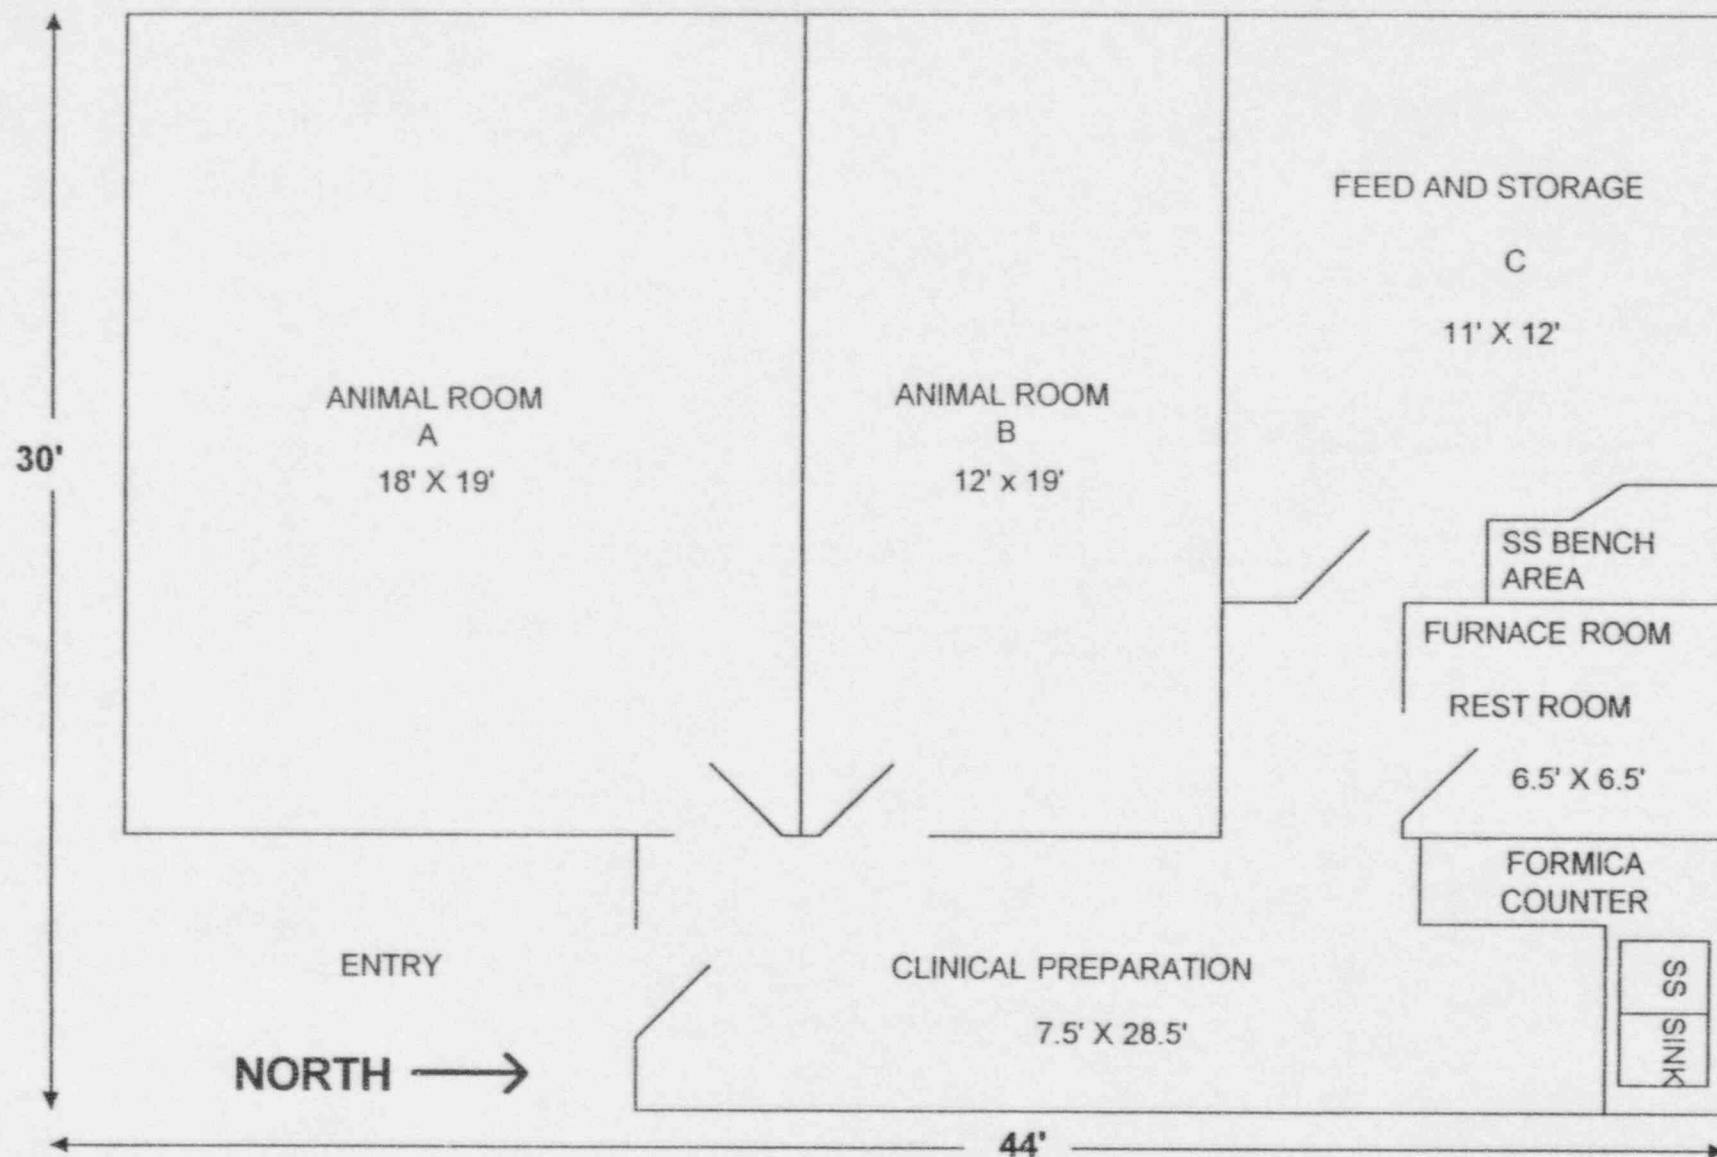 30'
ANIMAL ROOM
A
18' X 19'
ANIMAL ROOM
B
12' x 19'
FEED AND STORAGE
C
11' X 12'
SS BENCH
AREA
FURNACE ROOM
REST ROOM
6.5' X 6.5'
FORMICA
COUNTER
SS SINK
ENTRY
NORTH
CLINICAL PREPARATION
7.5' X 28.5'
44'